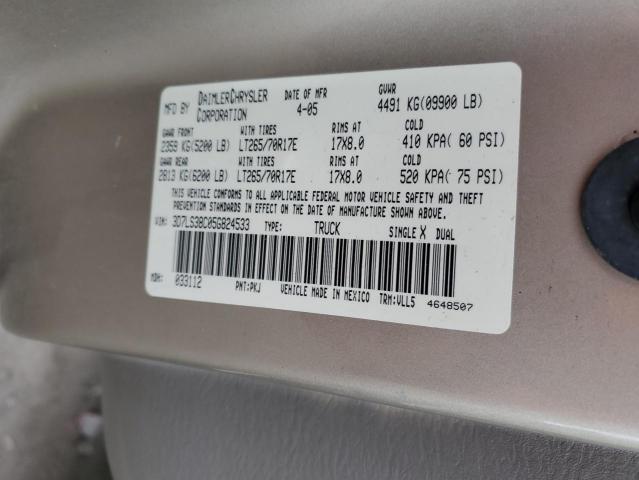 MFD BY DAIMLERCHRYSLER CORPORATION DATE OF MFR 4-05 GVWR 4491 KG(09900 LB)
GAWR FRONT WITH TIRES RIMS AT COLD
2359 KG(5200 LB) LT265/70R17E 17X8.0 410 KPA( 60 PSI)
GAWR REAR WITH TIRES RIMS AT COLD
2813 KG(6200 LB) LT265/70R17E 17X8.0 520 KPA( 75 PSI)
THIS VEHICLE CONFORMS TO ALL APPLICABLE FEDERAL MOTOR VEHICLE SAFETY AND THEFT
PREVENTION STANDARDS IN EFFECT ON THE DATE OF MANUFACTURE SHOWN ABOVE.
VIN: 3D7LS38C05G824533 TYPE: TRUCK SINGLE X DUAL
MDH: 033112 PNT:PKJ VEHICLE MADE IN MEXICO TRM:VLL5 4648507